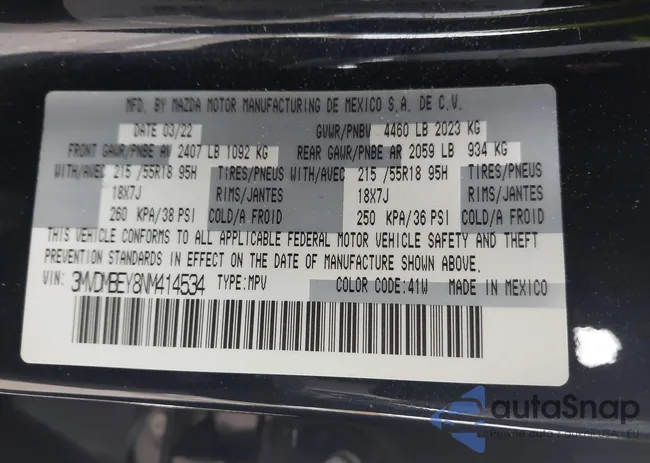 MFD. BY MAZDA MOTOR MANUFACTURING DE MEXICO S.A. DE C.V.
DATE 03/22 GVWR/PNBV 4460 LB 2023 KG
FRONT GAWR/PNBE AV 2407 LB 1092 KG REAR GAWR/PNBE AR 2059 LB 934 KG
WITH/AVEC 215 /55R18 95H TIRES/PNEUS WITH/AVEC 215 /55R18 95H TIRES/PNEUS
18X7J RIMS/JANTES 18X7J RIMS/JANTES
260 KPA/38 PSI COLD/A FROID 250 KPA/36 PSI COLD/A FROID
THIS VEHICLE CONFORMS TO ALL APPLICABLE FEDERAL MOTOR VEHICLE SAFETY AND THEFT
PREVENTION STANDARDS IN EFFECT ON THE DATE OF MANUFACTURE SHOWN ABOVE.
VIN: 3MVDMBEY8NM414534 TYPE:MPV COLOR CODE:41W MADE IN MEXICO
autaSnap